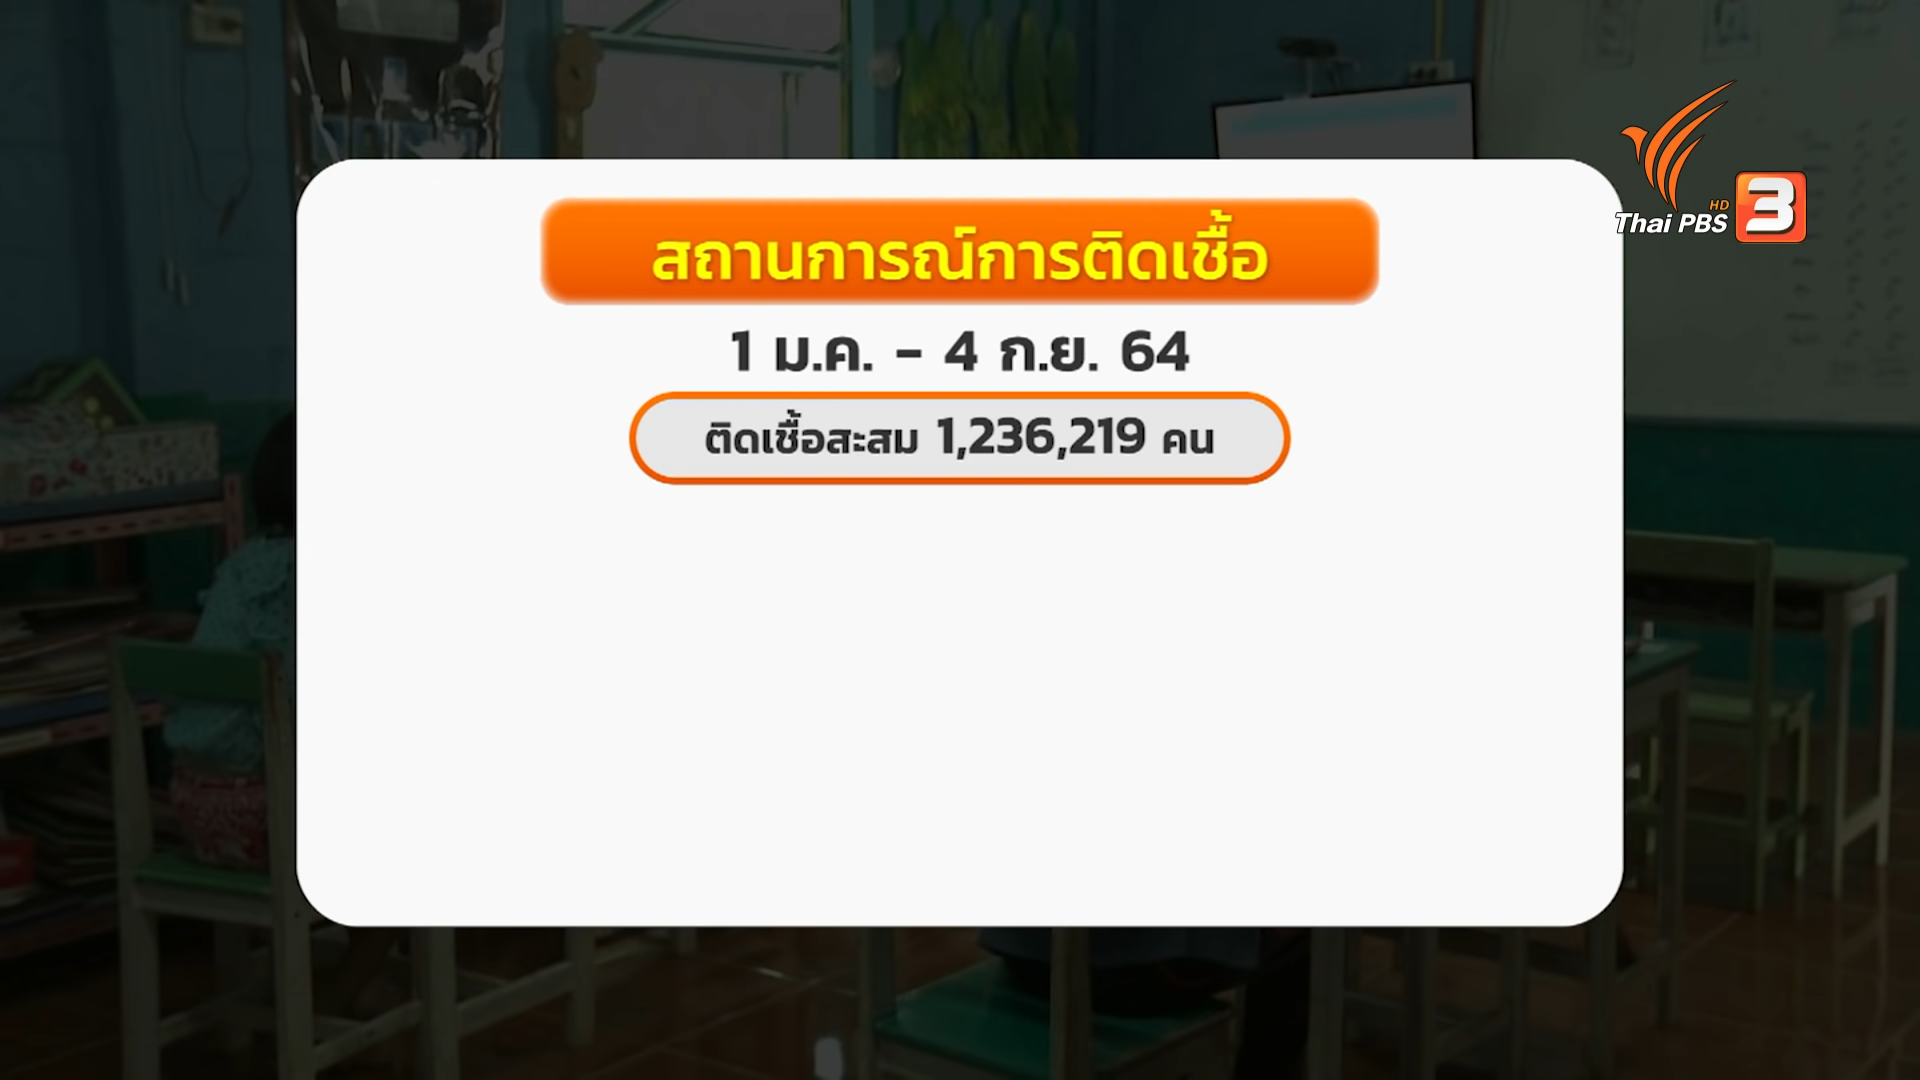 สถานการณ์การติดเชื้อ
1 ม.ค. - 4 ก.ย. 64
ติดเชื้อสะสม 1,236,219 คน
HD
Thai PBS 3